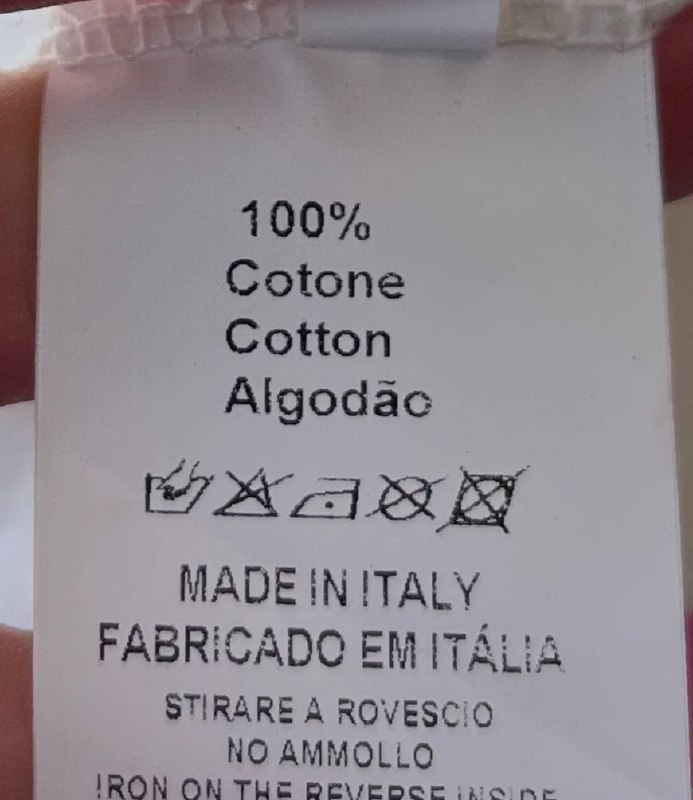 100%
Cotone
Cotton
Algodão
MADE IN ITALY
FABRICADO EM ITÁLIA
STIRARE A ROVESCIO
NO AMMOLLO
IRON ON THE REVERSE INSIDE